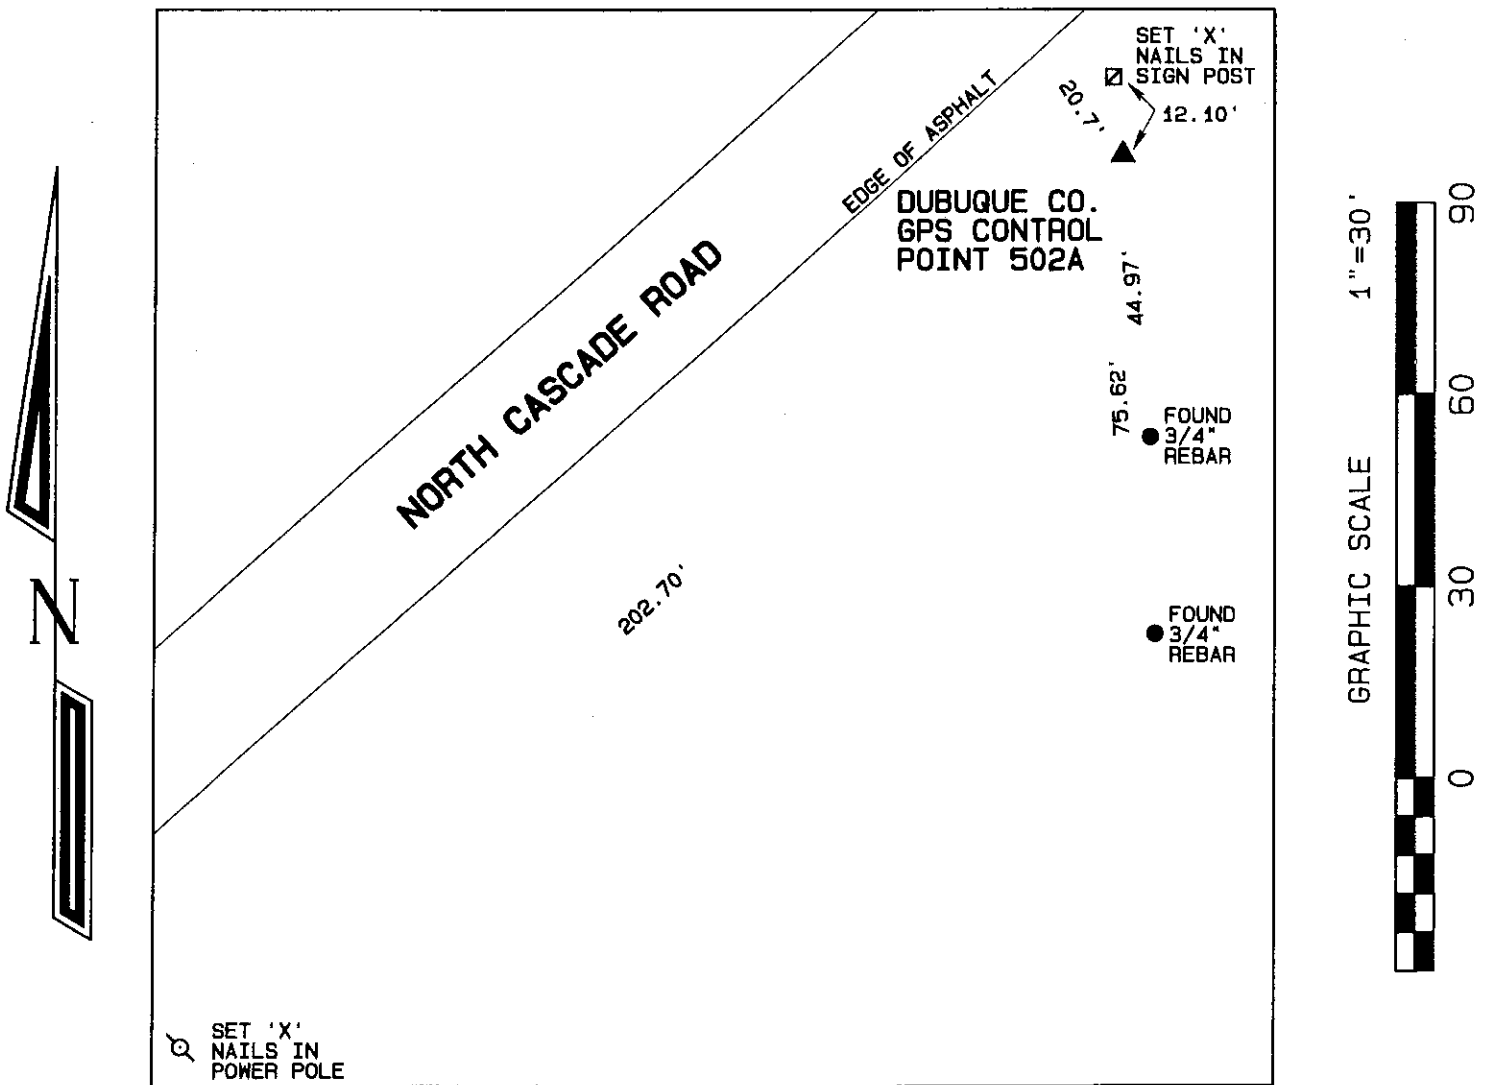 SET 'X'
NAILS IN
SIGN POST
20.7'
12.10'
EDGE OF ASPHALT
DUBUQUE CO.
GPS CONTROL
POINT 502A
NORTH CASCADE ROAD
44.97'
75.62'
FOUND
3/4"
REBAR
202.70'
FOUND
3/4"
REBAR
SET 'X'
NAILS IN
POWER POLE
N
1"=30'
GRAPHIC SCALE
90
60
30
0